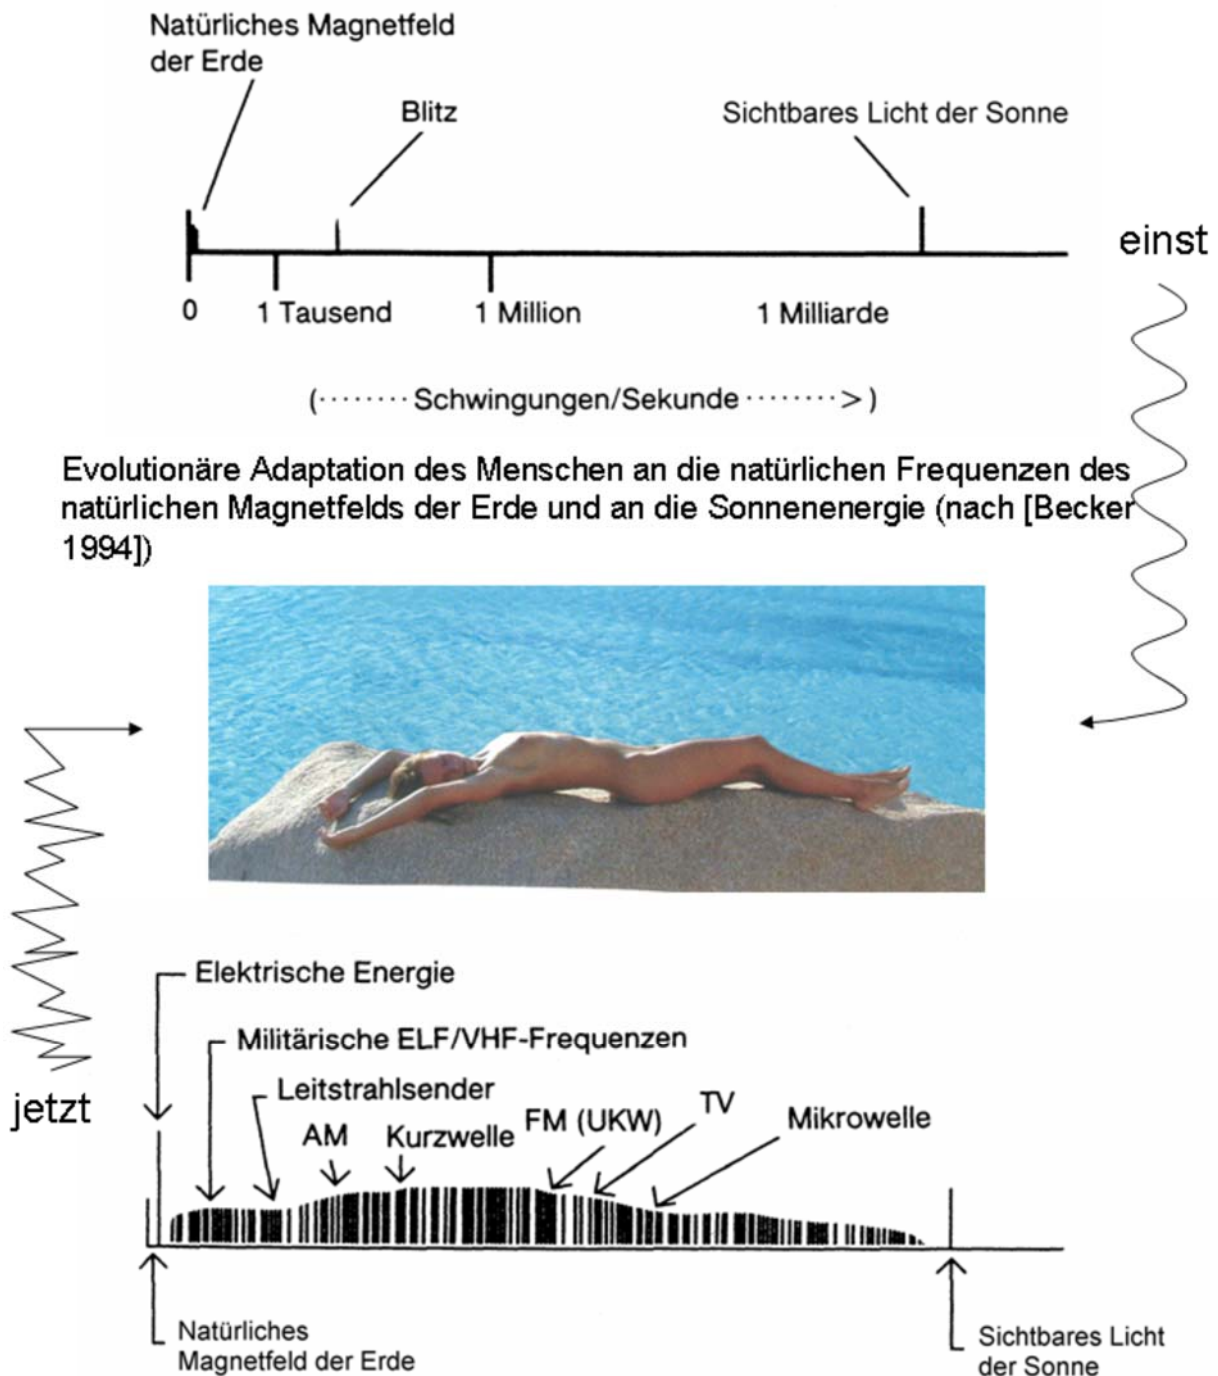 Natürliches Magnetfeld
der Erde
Blitz
Sichtbares Licht der Sonne
einst
0
1 Tausend
1 Million
1 Milliarde
(········ Schwingungen/Sekunde ········>)
Evolutionäre Adaptation des Menschen an die natürlichen Frequenzen des
natürlichen Magnetfelds der Erde und an die Sonnenenergie (nach [Becker
1994])
Elektrische Energie
Militärische ELF/VHF-Frequenzen
Leitstrahlsender
jetzt
AM
Kurzwelle
FM (UKW)
TV
Mikrowelle
Natürliches
Magnetfeld der Erde
Sichtbares Licht
der Sonne